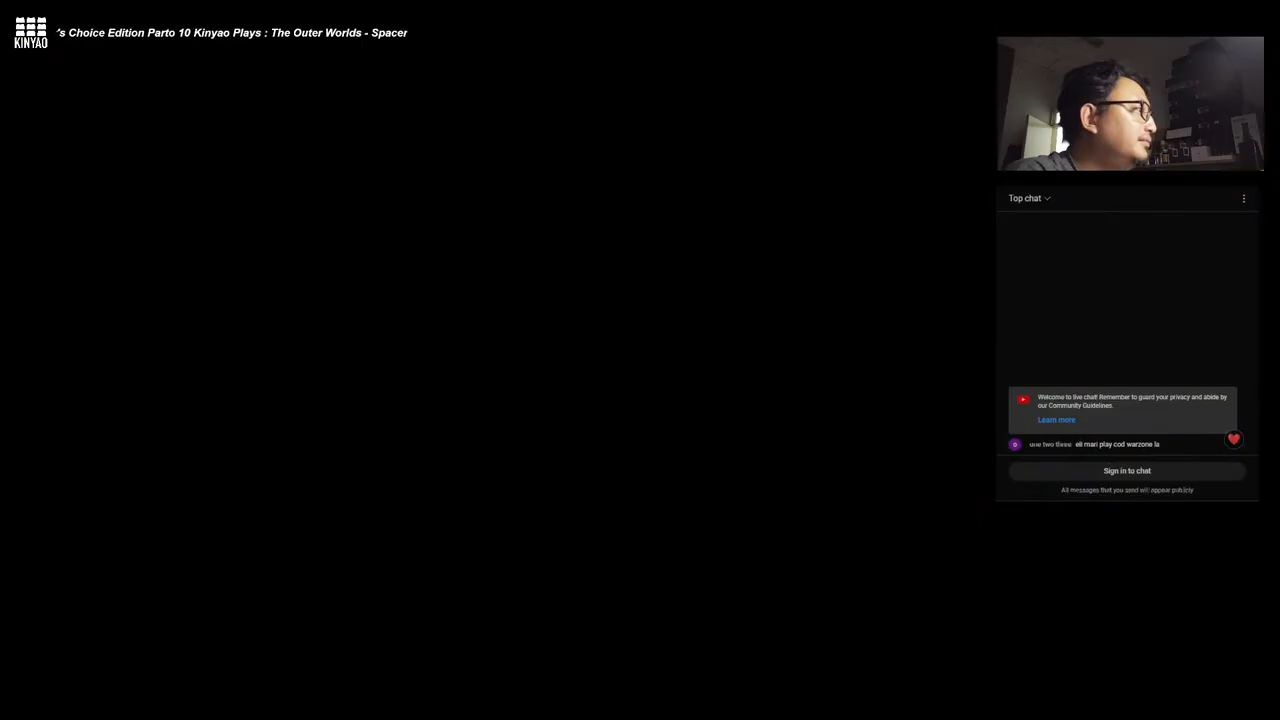 KINYAO
's Choice Edition Parto 10 Kinyao Plays : The Outer Worlds - Spacer
Top chat
Welcome to live chat! Remember to guard your privacy and abide by
our Community Guidelines.
Learn more
one two three eii mari play cod warzone la
Sign in to chat
All messages that you send will appear publicly